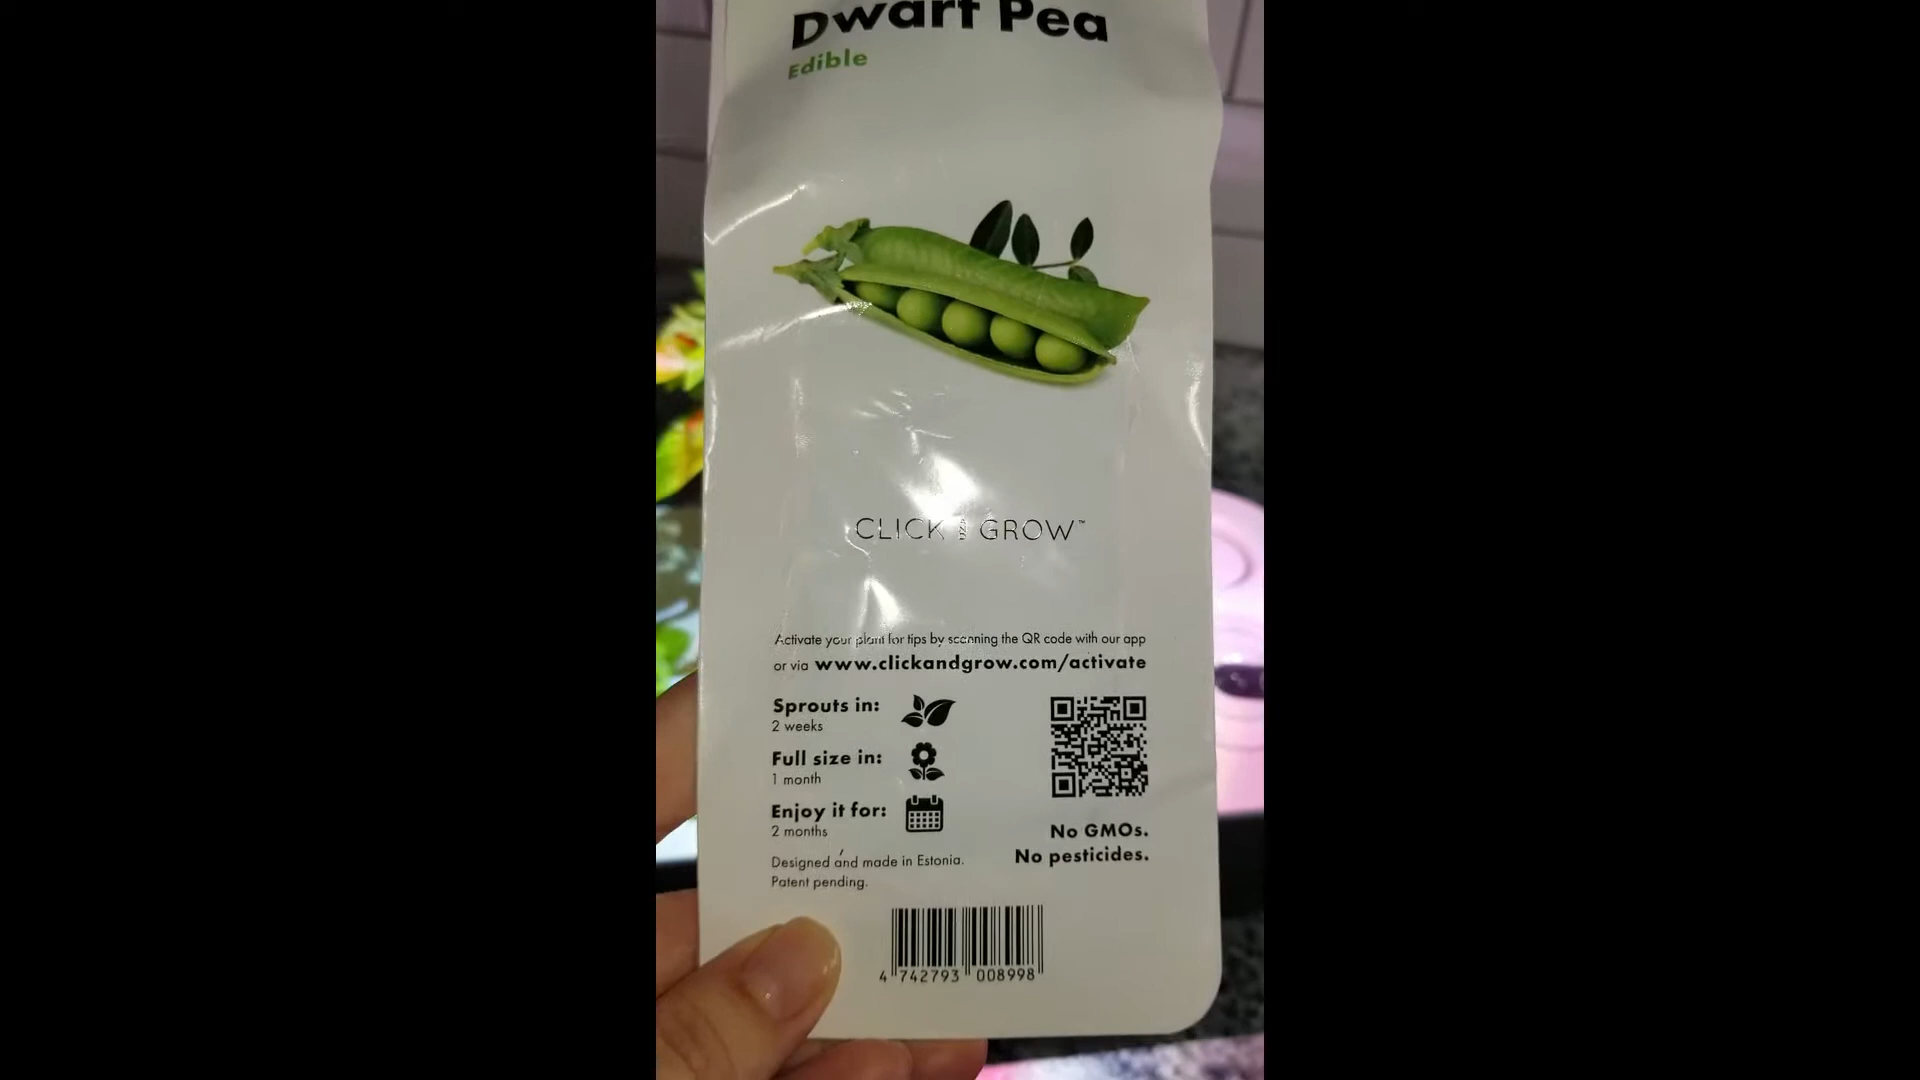 Dwarf Pea
Edible
CLICK AND GROW™
Activate your plant for tips by scanning the QR code with our app
or via www.clickandgrow.com/activate
Sprouts in:
2 weeks
Full size in:
1 month
Enjoy it for:
2 months
No GMOs.
No pesticides.
Designed and made in Estonia.
Patent pending.
4 742793 008998